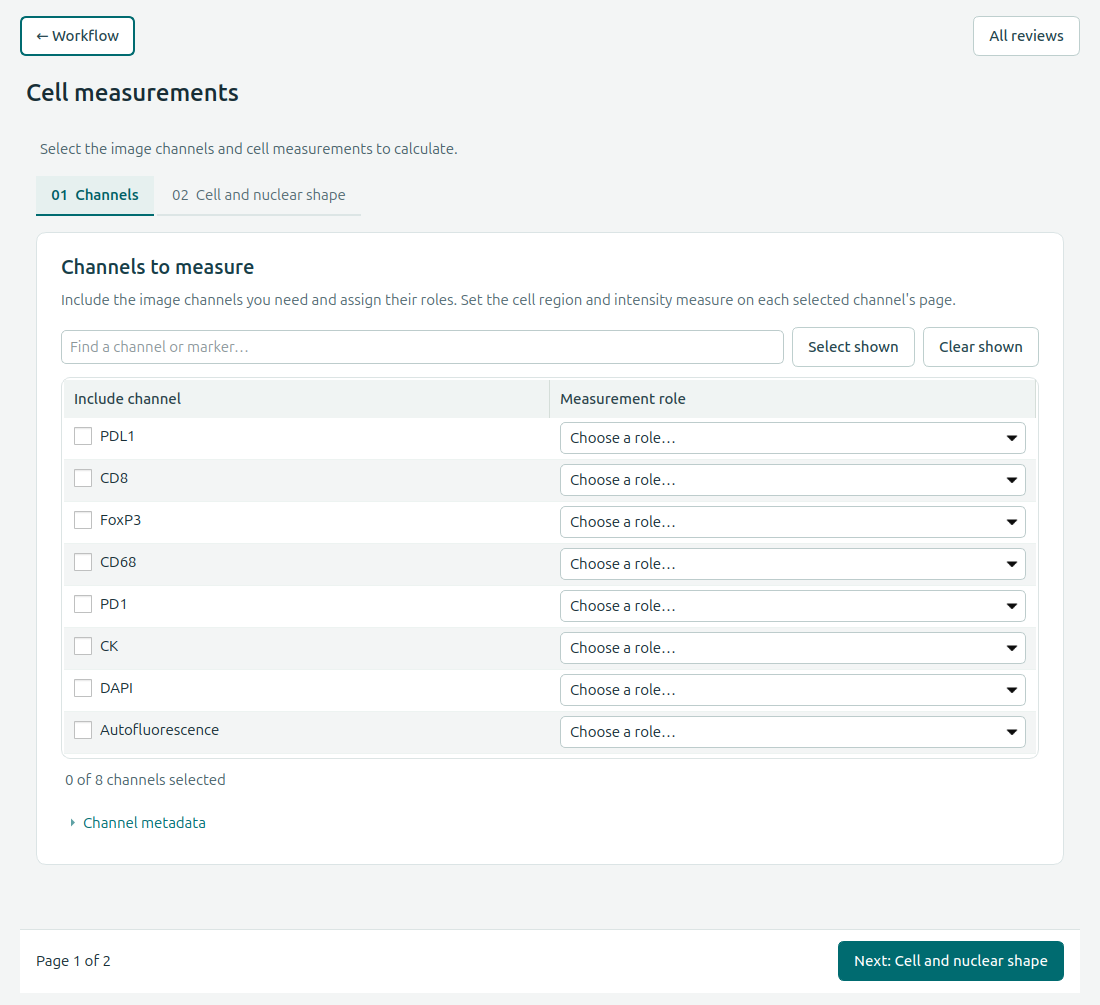 ← Workflow
All reviews
Cell measurements
Select the image channels and cell measurements to calculate.
01 Channels
02 Cell and nuclear shape
Channels to measure
Include the image channels you need and assign their roles. Set the cell region and intensity measure on each selected channel's page.
Find a channel or marker…
Select shown
Clear shown
Include channel
Measurement role
PDL1
Choose a role…
CD8
Choose a role…
FoxP3
Choose a role…
CD68
Choose a role…
PD1
Choose a role…
CK
Choose a role…
DAPI
Choose a role…
Autofluorescence
Choose a role…
0 of 8 channels selected
Channel metadata
Page 1 of 2
Next: Cell and nuclear shape